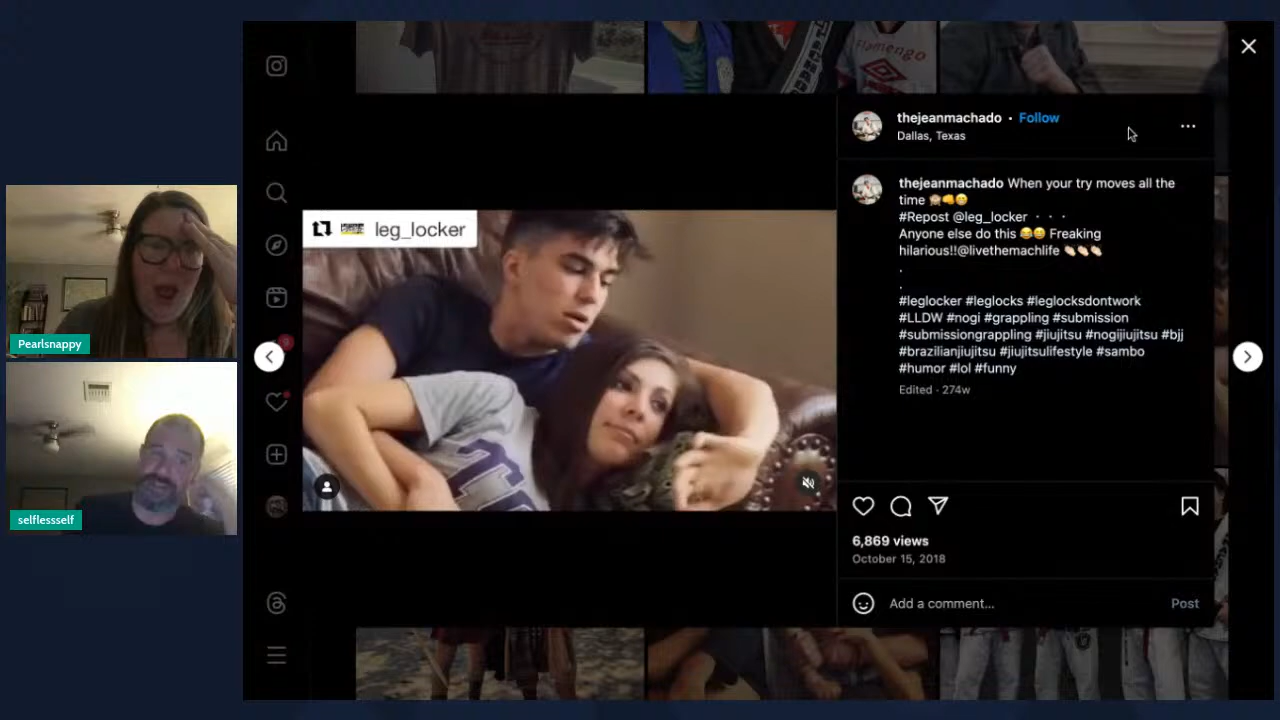 Flamengo
thejeanmachado • Follow
Dallas, Texas
thejeanmachado When your try moves all the
time 🙈👊😁
#Repost @leg_locker ・・・
Anyone else do this 😂😄 Freaking
hilarious!!@livethemachlife 👏🏻👏🏻👏🏻
.
.
#leglocker #leglocks #leglocksdontwork
#LLDW #nogi #grappling #submission
#submissiongrappling #jiujitsu #nogijiujitsu #bjj
#brazilianjiujitsu #jiujitsulifestyle #sambo
#humor #lol #funny
Edited · 274w
leg_locker
6,869 views
October 15, 2018
Add a comment...
Post
Pearlsnappy
selflessself